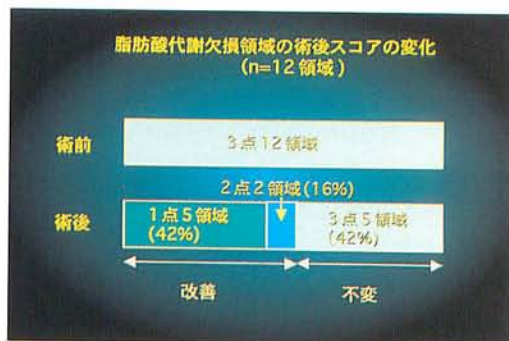 脂肪酸代謝欠損領域の術後スコアの変化
(n=12領域)
術前
3点12領域
2点2領域(16%)
術後
1点5領域
(42%)
3点5領域
(42%)
改善
不変